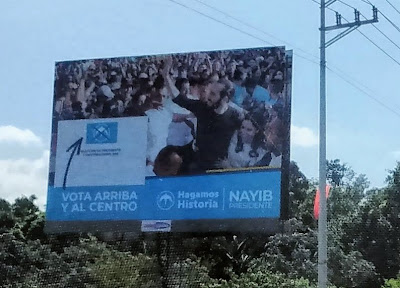 VOTA ARRIBA
Y AL CENTRO
Hagamos
Historia
NAYIB
PRESIDENTE